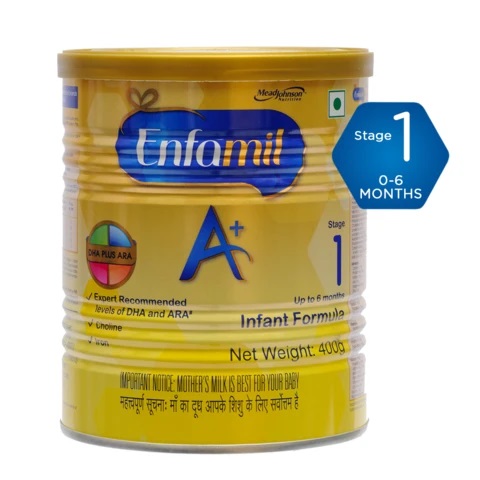 MeadJohnson
Nutrition
Enfamil
Stage 1
0-6
MONTHS
A+
DHA PLUS ARA
Stage
1
Up to 6 months
✓ Expert Recommended
levels of DHA and ARA*
✓ Choline
✓ Iron
Infant Formula
Net Weight: 400g
IMPORTANT NOTICE: MOTHER'S MILK IS BEST FOR YOUR BABY
महत्वपूर्ण सूचना: माँ का दूध आपके शिशु के लिए सर्वोत्तम है